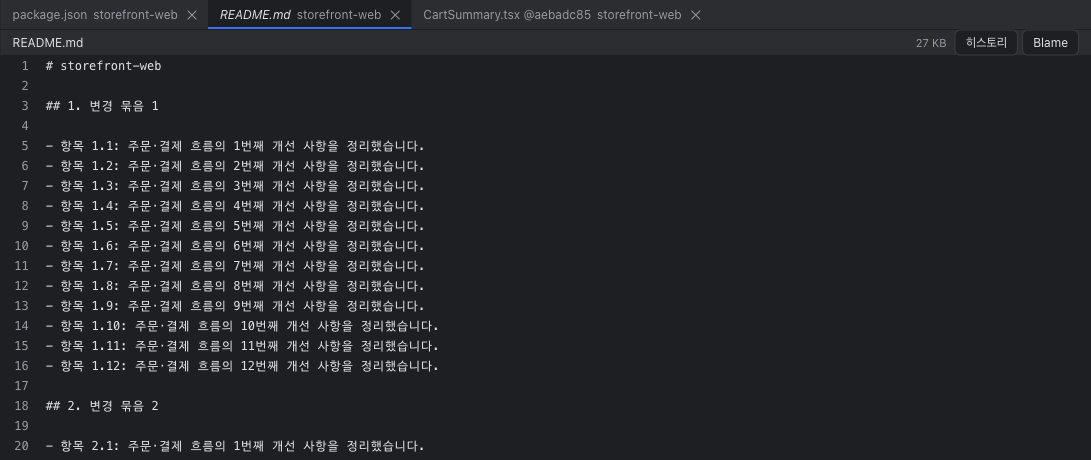 package.json storefront-web
README.md storefront-web
CartSummary.tsx @aebadc85 storefront-web
README.md
27 KB
히스토리
Blame
1 # storefront-web
2
3 ## 1. 변경 묶음 1
4
5 - 항목 1.1: 주문·결제 흐름의 1번째 개선 사항을 정리했습니다.
6 - 항목 1.2: 주문·결제 흐름의 2번째 개선 사항을 정리했습니다.
7 - 항목 1.3: 주문·결제 흐름의 3번째 개선 사항을 정리했습니다.
8 - 항목 1.4: 주문·결제 흐름의 4번째 개선 사항을 정리했습니다.
9 - 항목 1.5: 주문·결제 흐름의 5번째 개선 사항을 정리했습니다.
10 - 항목 1.6: 주문·결제 흐름의 6번째 개선 사항을 정리했습니다.
11 - 항목 1.7: 주문·결제 흐름의 7번째 개선 사항을 정리했습니다.
12 - 항목 1.8: 주문·결제 흐름의 8번째 개선 사항을 정리했습니다.
13 - 항목 1.9: 주문·결제 흐름의 9번째 개선 사항을 정리했습니다.
14 - 항목 1.10: 주문·결제 흐름의 10번째 개선 사항을 정리했습니다.
15 - 항목 1.11: 주문·결제 흐름의 11번째 개선 사항을 정리했습니다.
16 - 항목 1.12: 주문·결제 흐름의 12번째 개선 사항을 정리했습니다.
17
18 ## 2. 변경 묶음 2
19
20 - 항목 2.1: 주문·결제 흐름의 1번째 개선 사항을 정리했습니다.